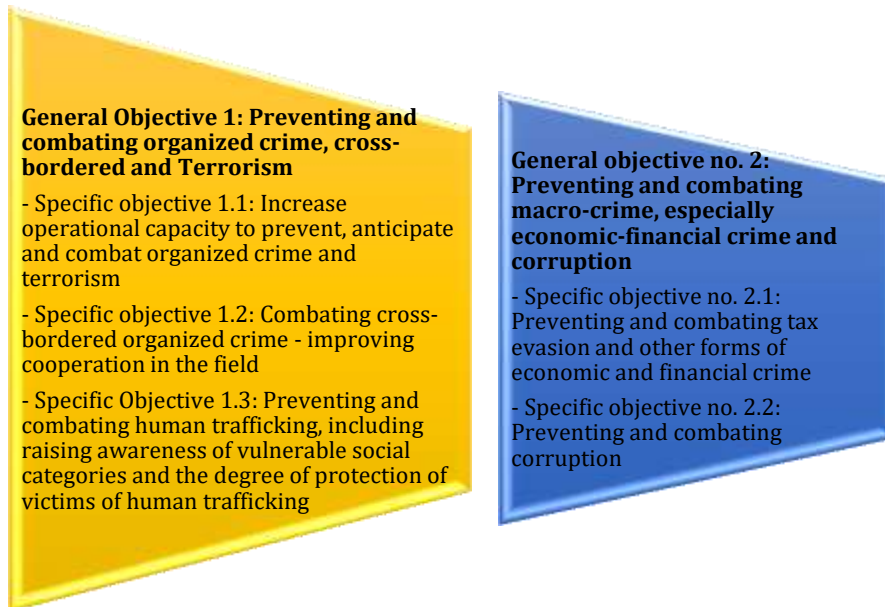 General Objective 1: Preventing and
combating organized crime, cross-
bordered and Terrorism
- Specific objective 1.1: Increase
operational capacity to prevent, anticipate
and combat organized crime and
terrorism
- Specific objective 1.2: Combating cross-
bordered organized crime - improving
cooperation in the field
- Specific Objective 1.3: Preventing and
combating human trafficking, including
raising awareness of vulnerable social
categories and the degree of protection of
victims of human trafficking
General objective no. 2:
Preventing and combating
macro-crime, especially
economic-financial crime and
corruption
- Specific objective no. 2.1:
Preventing and combating tax
evasion and other forms of
economic and financial crime
- Specific objective no. 2.2:
Preventing and combating
corruption